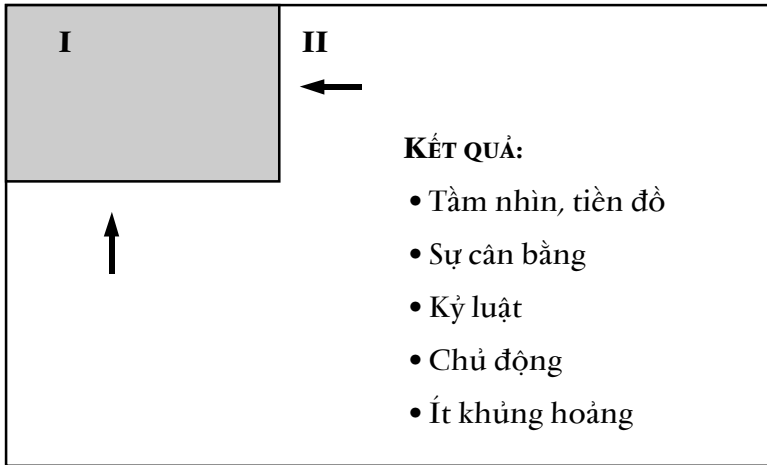 I II
KẾT QUẢ:
• Tầm nhìn, tiền đồ
• Sự cân bằng
• Kỷ luật
• Chủ động
• Ít khủng hoảng